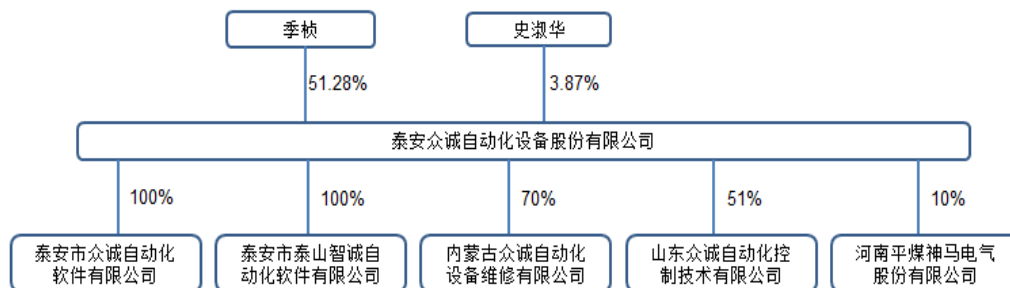 季桢
史淑华
51.28%
3.87%
泰安众诚自动化设备股份有限公司
100%
100%
70%
51%
10%
泰安市众诚自动化
软件有限公司
泰安市泰山智诚自
动化软件有限公司
内蒙古众诚自动化
设备维修有限公司
山东众诚自动化控
制技术有限公司
河南平煤神马电气
股份有限公司